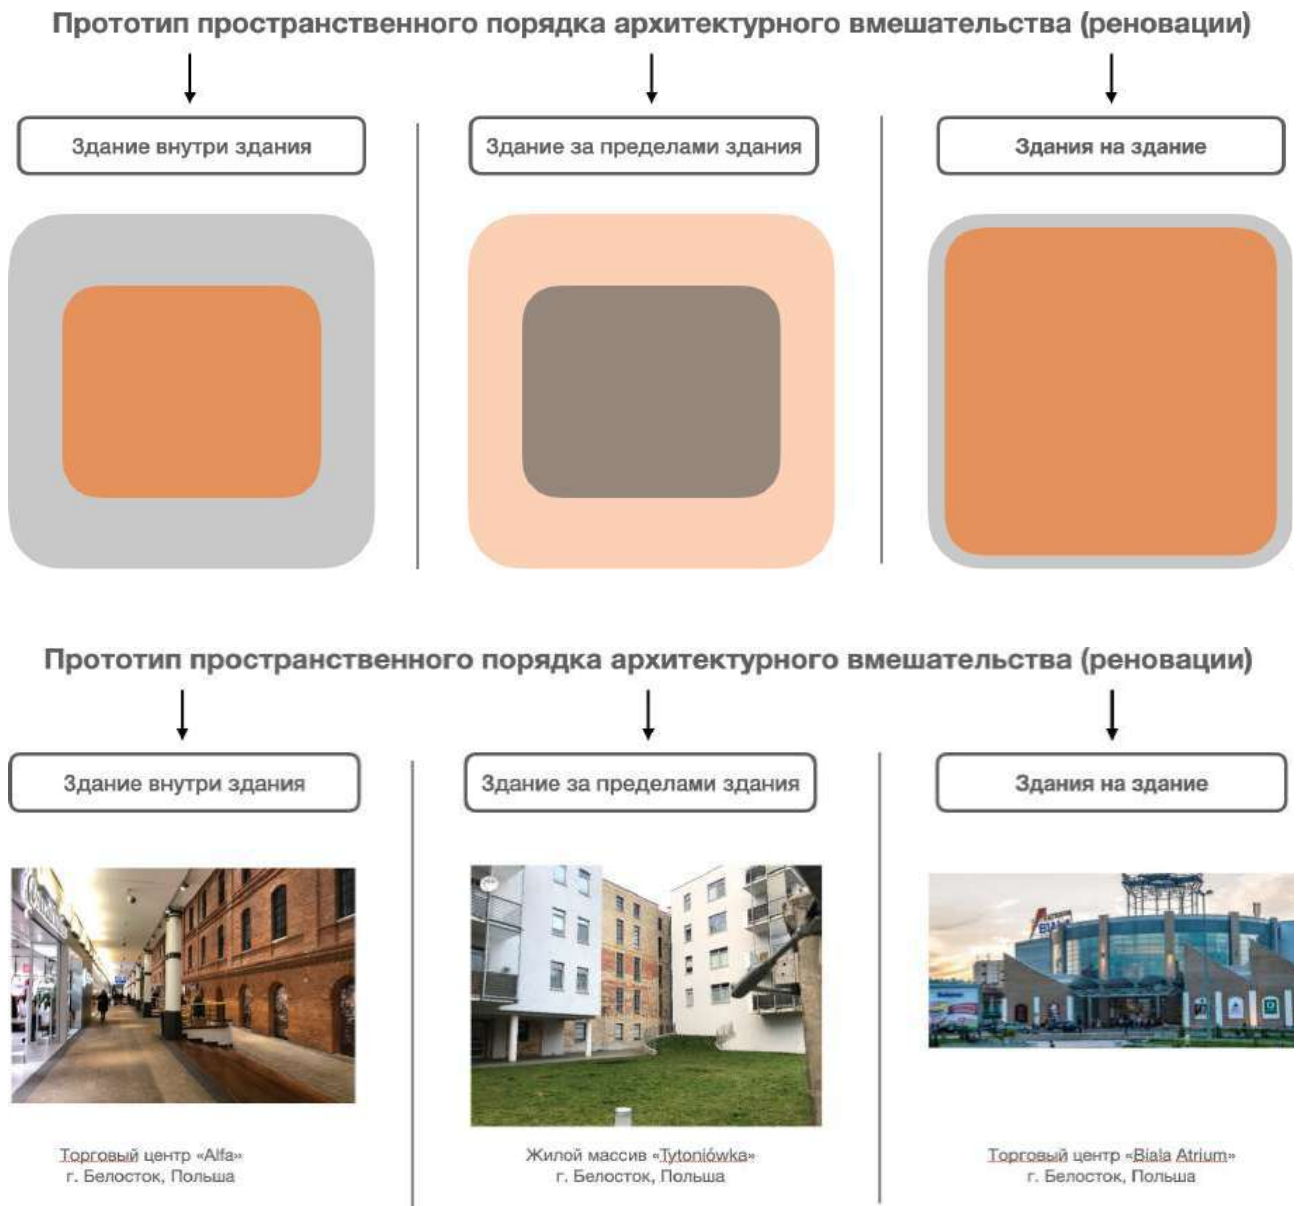 Прототип пространственного порядка архитектурного вмешательства (реновации)
Здание внутри здания
Здание за пределами здания
Здания на здание
Прототип пространственного порядка архитектурного вмешательства (реновации)
Здание внутри здания
Здание за пределами здания
Здания на здание
Торговый центр «Alfa»
г. Белосток, Польша
Жилой массив «Tytoniówka»
г. Белосток, Польша
Торговый центр «Biala Atrium»
г. Белосток, Польша